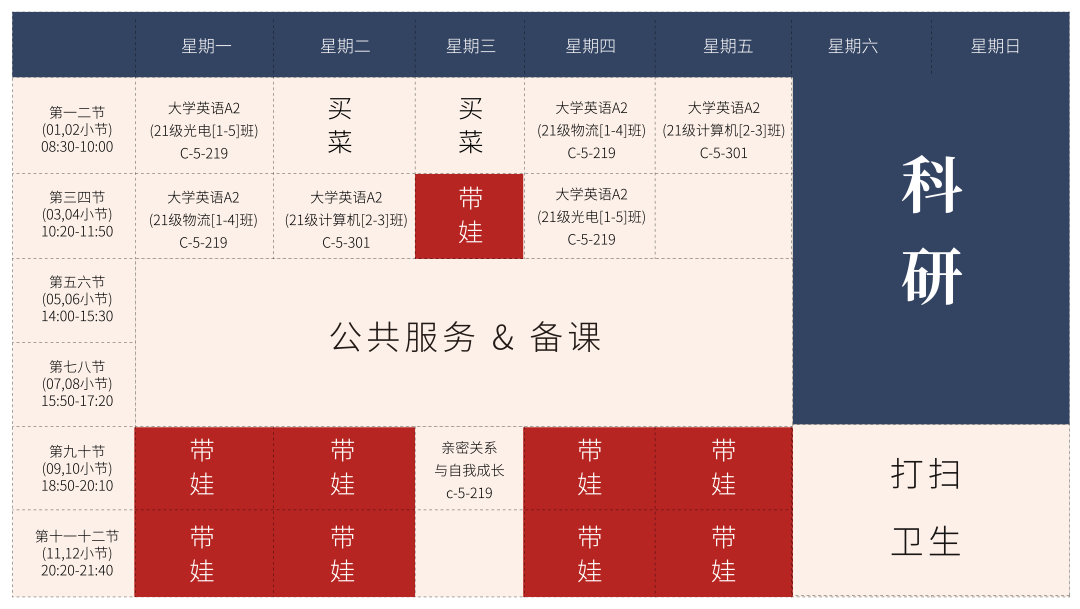 星期一 星期二 星期三 星期四 星期五 星期六 星期日
第一二节
(01,02小节)
08:30-10:00
大学英语A2
(21级光电[1-5]班)
C-5-219
买
菜
买
菜
大学英语A2
(21级物流[1-4]班)
C-5-219
大学英语A2
(21级计算机[2-3]班)
C-5-301
科
研
第三四节
(03,04小节)
10:20-11:50
大学英语A2
(21级物流[1-4]班)
C-5-219
大学英语A2
(21级计算机[2-3]班)
C-5-301
带
娃
大学英语A2
(21级光电[1-5]班)
C-5-219
第五六节
(05,06小节)
14:00-15:30
公共服务 & 备课
第七八节
(07,08小节)
15:50-17:20
第九十节
(09,10小节)
18:50-20:10
带
娃
带
娃
亲密关系
与自我成长
c-5-219
带
娃
带
娃
打扫
卫生
第十一十二节
(11,12小节)
20:20-21:40
带
娃
带
娃
带
娃
带
娃